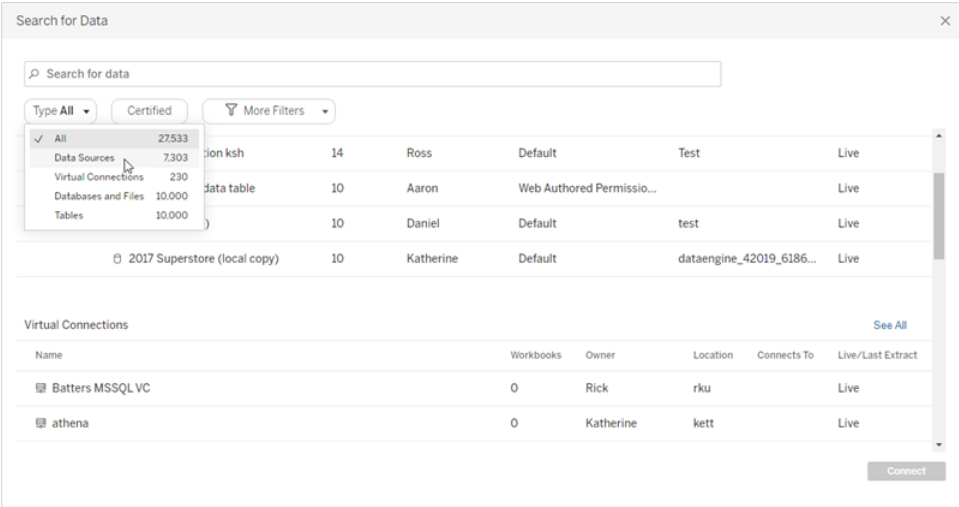 Search for Data
Search for data
Type All Certified More Filters
All 27,533
Data Sources 7,303
Virtual Connections 230
Databases and Files 10,000
Tables 10,000
ksh 14 Ross Default Test Live
data table 10 Aaron Web Authored Permissio... Live
) 10 Daniel Default test Live
2017 Superstore (local copy) 10 Katherine Default dataengine_42019_6186... Live
Virtual Connections See All
Name Workbooks Owner Location Connects To Live/Last Extract
Batters MSSQL VC 0 Rick rku Live
athena 0 Katherine kett Live
Connect